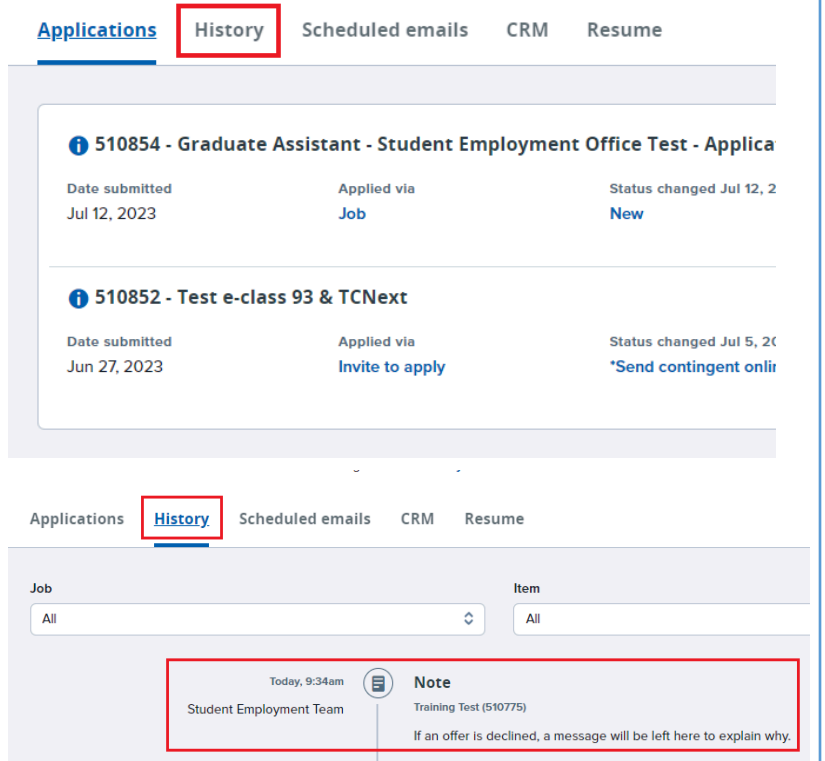 Applications History Scheduled emails CRM Resume
510854 - Graduate Assistant - Student Employment Office Test - Applica
Date submitted Applied via Status changed Jul 12, 2
Jul 12, 2023 Job New
510852 - Test e-class 93 & TCNext
Date submitted Applied via Status changed Jul 5, 20
Jun 27, 2023 Invite to apply *Send contingent onlin
Applications History Scheduled emails CRM Resume
Job Item
All All
Today, 9:34am Note
Student Employment Team Training Test (510775)
If an offer is declined, a message will be left here to explain why.